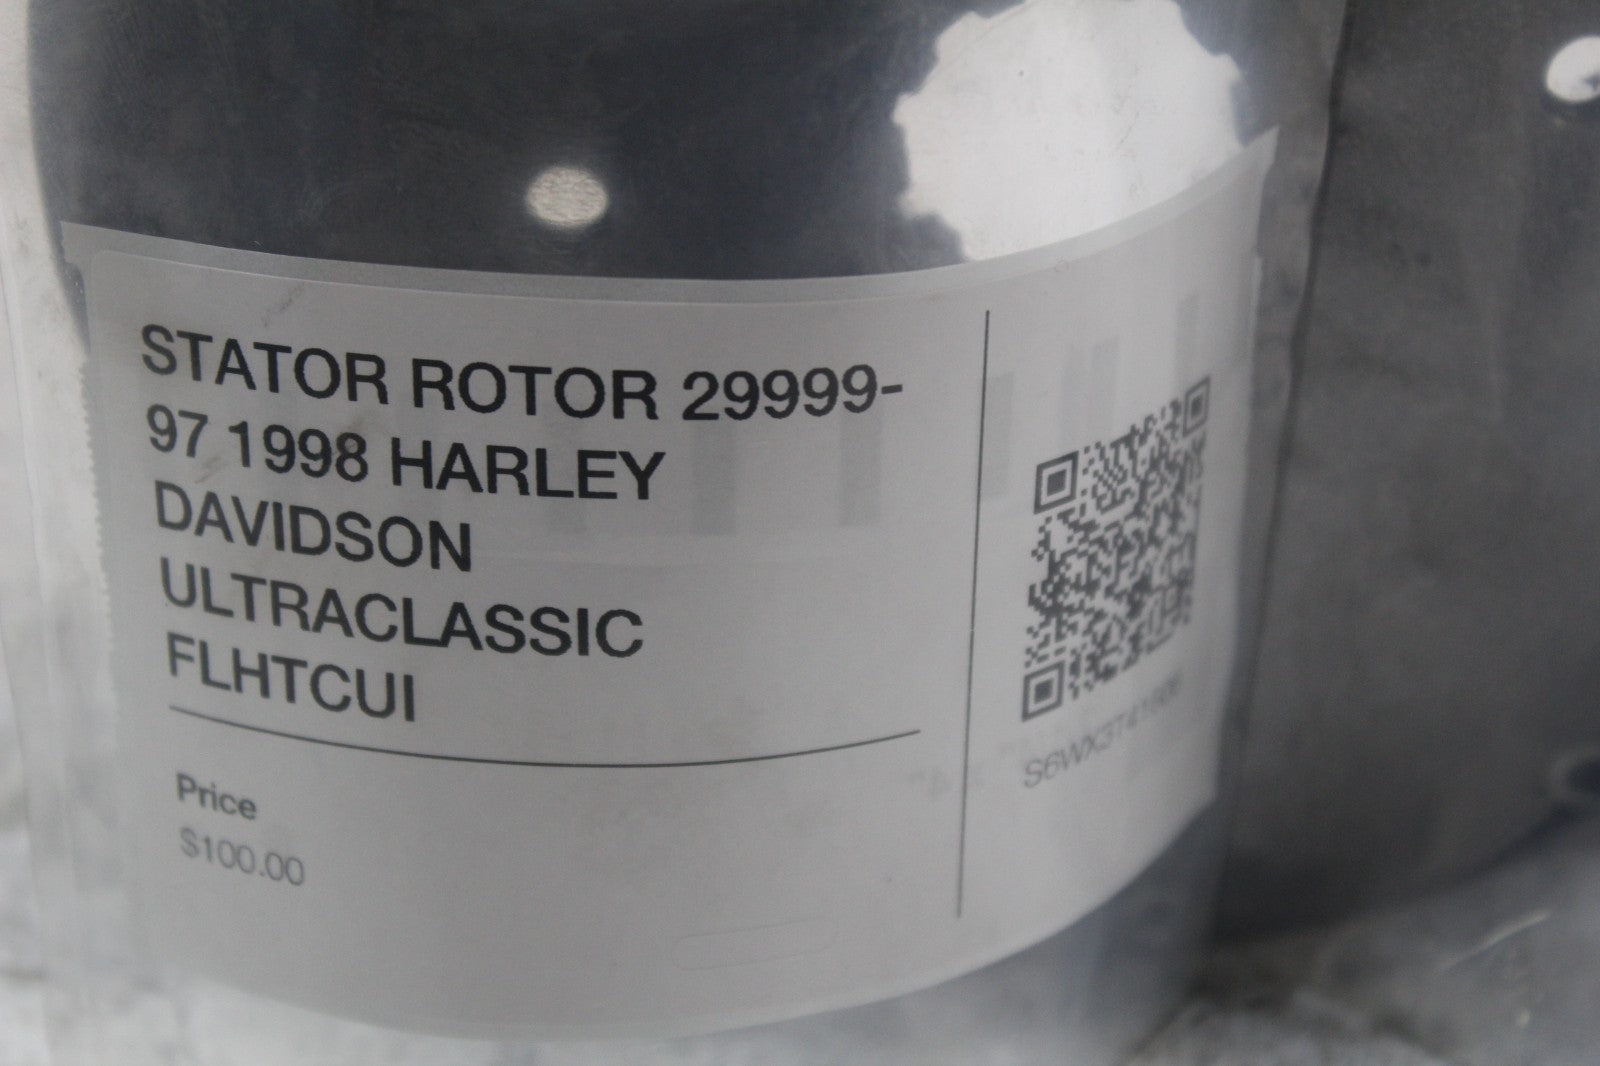 STATOR ROTOR 29999-
97 1998 HARLEY
DAVIDSON
ULTRACLASSIC
FLHTCUI
Price
$100.00